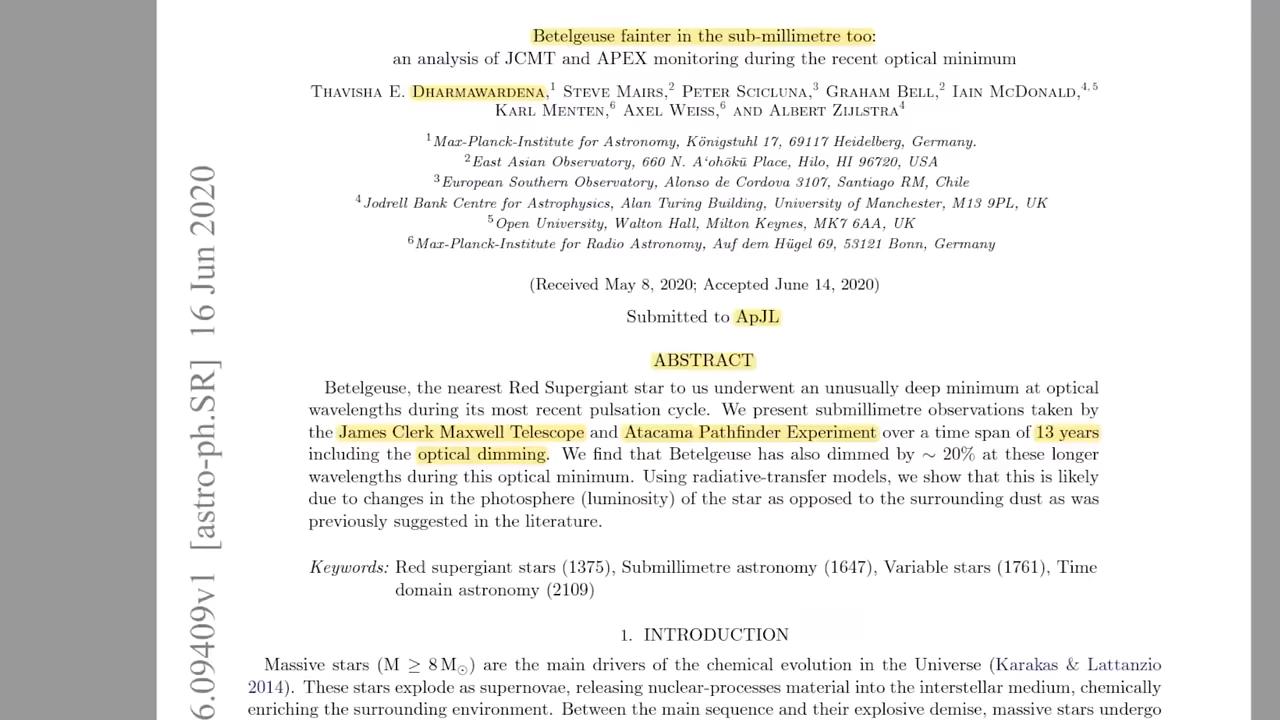 Betelgeuse fainter in the sub-millimetre too:
an analysis of JCMT and APEX monitoring during the recent optical minimum
Thavisha E. Dharmawardena,1 Steve Mairs,2 Peter Scicluna,3 Graham Bell,2 Iain McDonald,4,5
Karl Menten,6 Axel Weiss,6 and Albert Zijlstra4
1Max-Planck-Institute for Astronomy, Königstuhl 17, 69117 Heidelberg, Germany.
2East Asian Observatory, 660 N. A‘ohōkū Place, Hilo, HI 96720, USA
3European Southern Observatory, Alonso de Cordova 3107, Santiago RM, Chile
4Jodrell Bank Centre for Astrophysics, Alan Turing Building, University of Manchester, M13 9PL, UK
5Open University, Walton Hall, Milton Keynes, MK7 6AA, UK
6Max-Planck-Institute for Radio Astronomy, Auf dem Hügel 69, 53121 Bonn, Germany
(Received May 8, 2020; Accepted June 14, 2020)
Submitted to ApJL
ABSTRACT
Betelgeuse, the nearest Red Supergiant star to us underwent an unusually deep minimum at optical
wavelengths during its most recent pulsation cycle. We present submillimetre observations taken by
the James Clerk Maxwell Telescope and Atacama Pathfinder Experiment over a time span of 13 years
including the optical dimming. We find that Betelgeuse has also dimmed by ∼ 20% at these longer
wavelengths during this optical minimum. Using radiative-transfer models, we show that this is likely
due to changes in the photosphere (luminosity) of the star as opposed to the surrounding dust as was
previously suggested in the literature.
Keywords: Red supergiant stars (1375), Submillimetre astronomy (1647), Variable stars (1761), Time
domain astronomy (2109)
1. INTRODUCTION
Massive stars (M ≥ 8 M⊙) are the main drivers of the chemical evolution in the Universe (Karakas & Lattanzio
2014). These stars explode as supernovae, releasing nuclear-processes material into the interstellar medium, chemically
enriching the surrounding environment. Between the main sequence and their explosive demise, massive stars undergo
6.09409v1 [astro-ph.SR] 16 Jun 2020